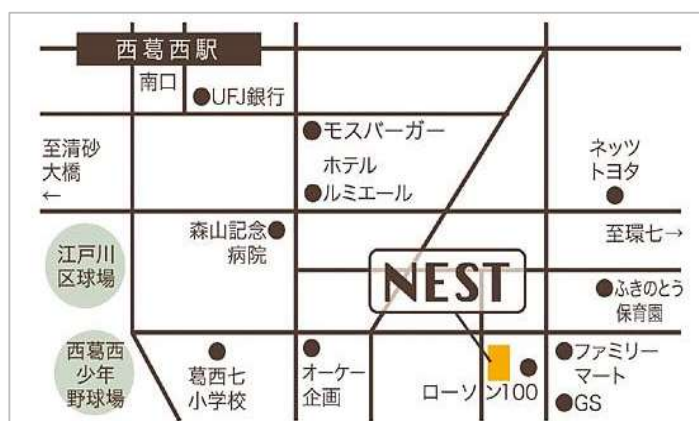 西葛西駅
南口
UFJ銀行
モスバーガー
ホテル
ルミエール
至清砂
大橋
←
ネッツ
トヨタ
森山記念
病院
至環七→
江戸川
区球場
NEST
ふきのとう
保育園
西葛西
少年
野球場
葛西七
小学校
オーケー
企画
ローソン100
ファミリー
マート
GS